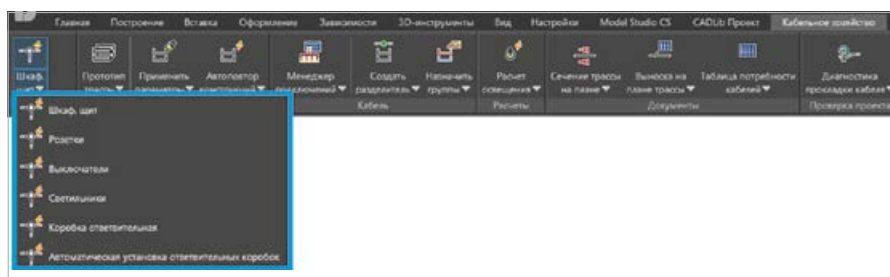 Главная Построение Вставка Оформление Зависимости 3D-инструменты Вид Настройки Model Studio CS CADLib Проект Кабельное хозяйство
Шкаф, щит Прототип трассы Применить параметры Автоповтор конструкций Менеджер подключений Создать разделитель Назначить группы Расчет освещения Сечение трассы на плане Выноска на плане трассы Таблица потребности кабелей Диагностика прокладки кабеля
Кабель Расчеты Документы Проверка проекта
Шкаф, щит
Розетки
Выключатели
Светильники
Коробка ответвительная
Автоматическая установка ответвительных коробок